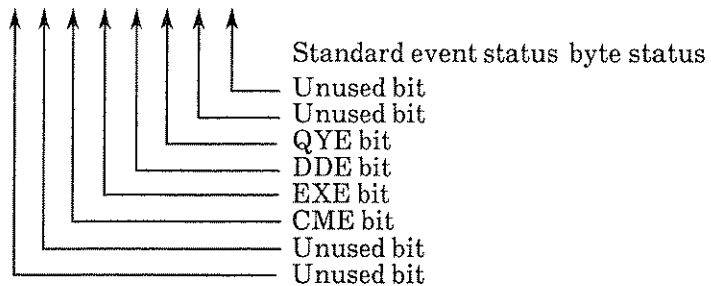 Standard event status byte status
Unused bit
Unused bit
QYE bit
DDE bit
EXE bit
CME bit
Unused bit
Unused bit